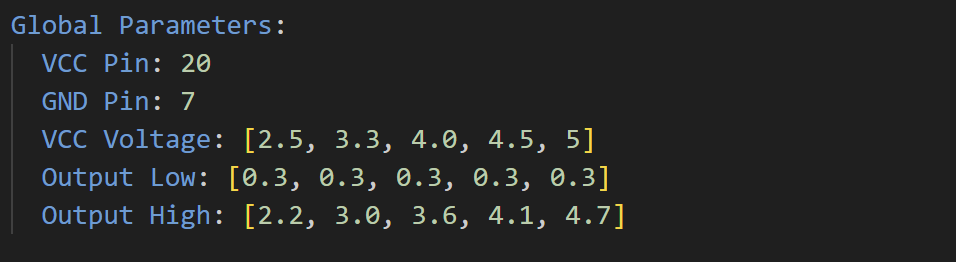 Global Parameters:
VCC Pin: 20
GND Pin: 7
VCC Voltage: [2.5, 3.3, 4.0, 4.5, 5]
Output Low: [0.3, 0.3, 0.3, 0.3, 0.3]
Output High: [2.2, 3.0, 3.6, 4.1, 4.7]